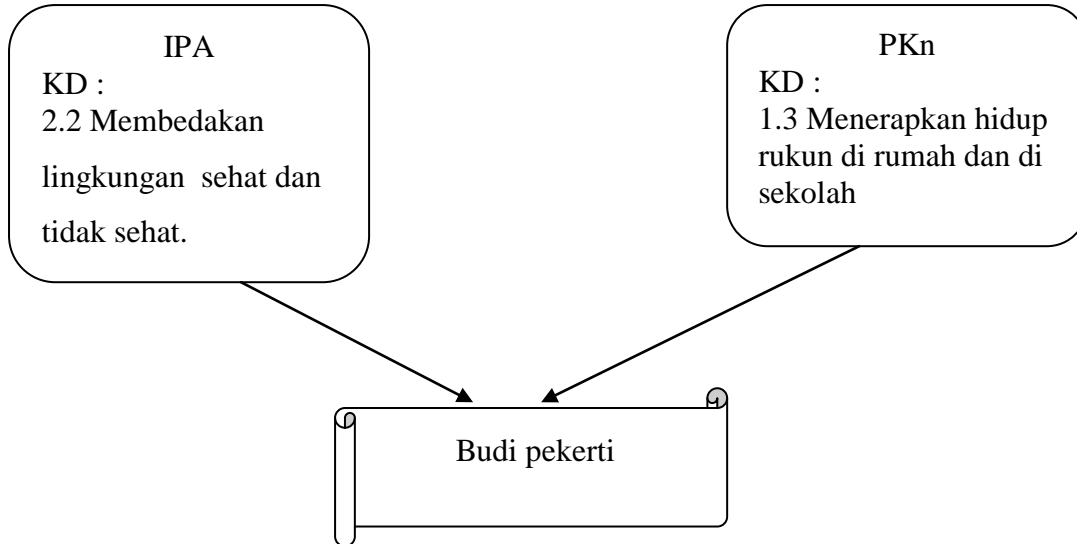 IPA
KD :
2.2 Membedakan
lingkungan sehat dan
tidak sehat.
PKn
KD :
1.3 Menerapkan hidup
rukun di rumah dan di
sekolah
Budi pekerti